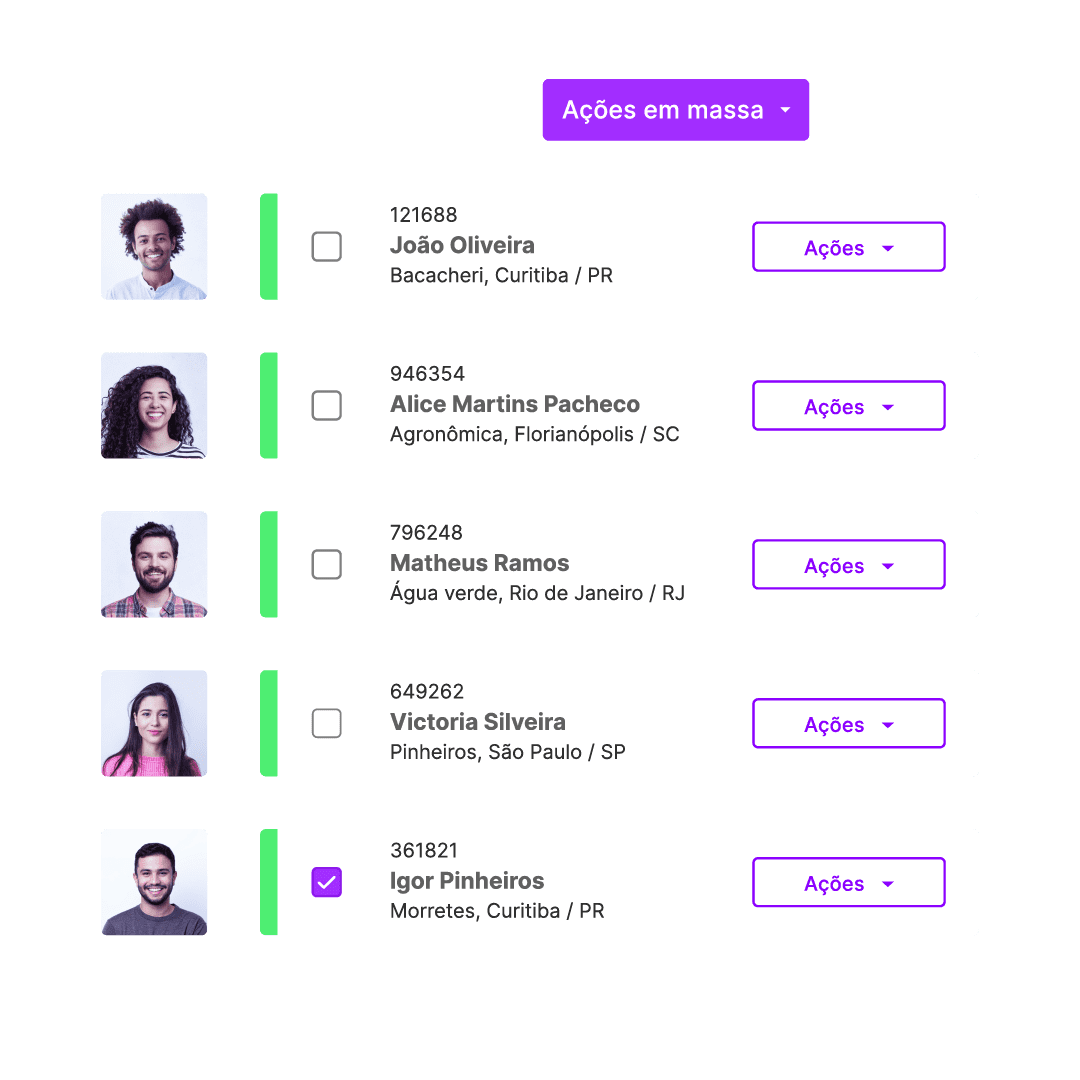 Ações em massa
121688
João Oliveira
Bacacheri, Curitiba / PR
Ações
946354
Alice Martins Pacheco
Agronômica, Florianópolis / SC
Ações
796248
Matheus Ramos
Água verde, Rio de Janeiro / RJ
Ações
649262
Victoria Silveira
Pinheiros, São Paulo / SP
Ações
361821
Igor Pinheiros
Morretes, Curitiba / PR
Ações